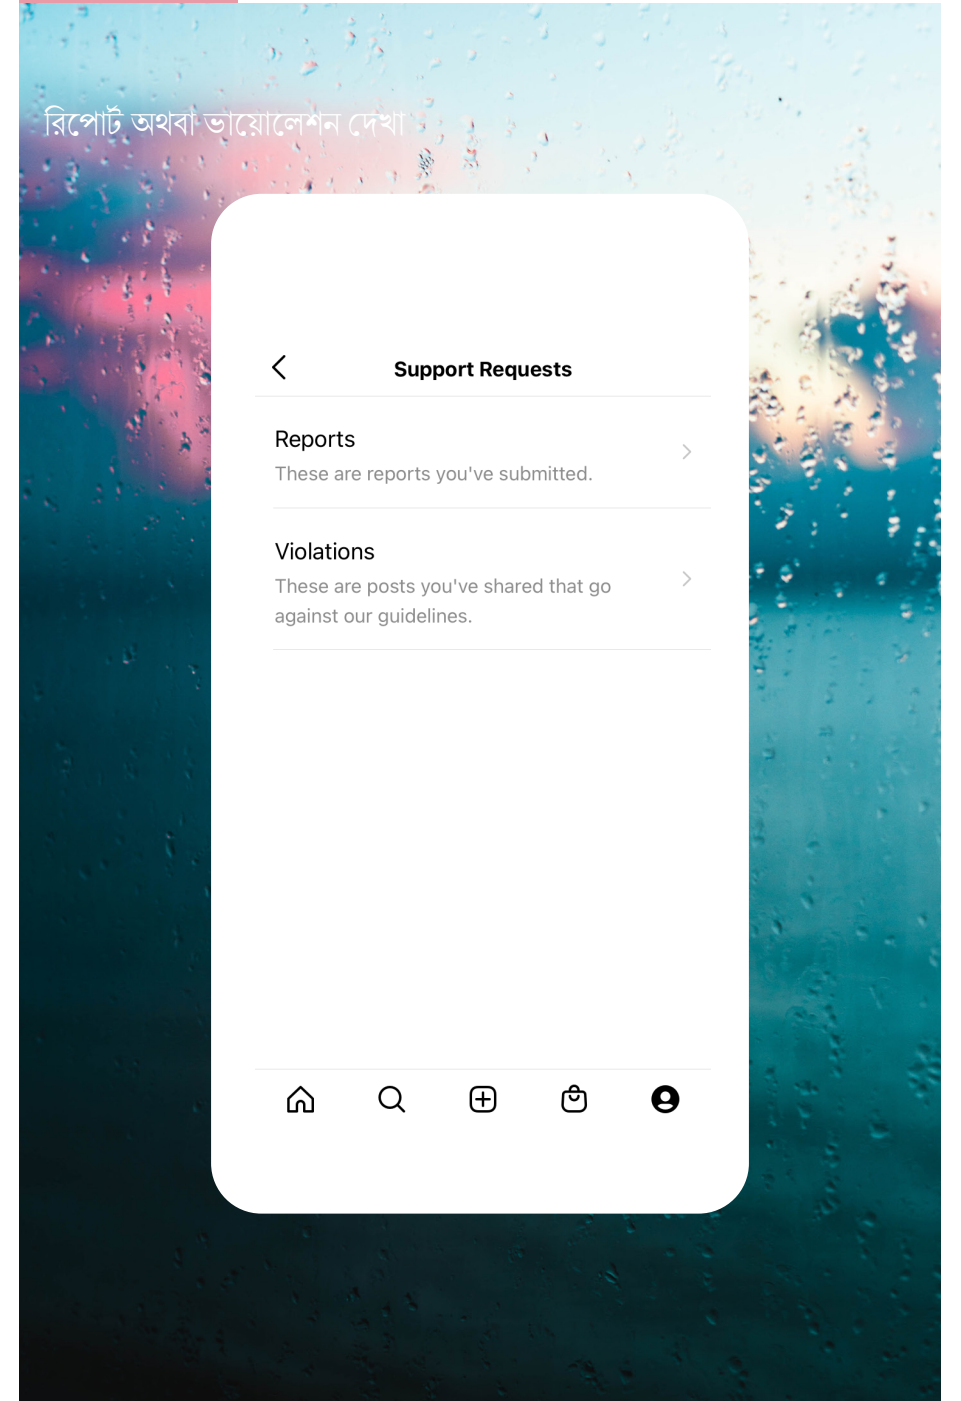 রিপোর্ট অথবা ভায়োলেশন দেখা
Support Requests
Reports
These are reports you've submitted.
Violations
These are posts you've shared that go
against our guidelines.